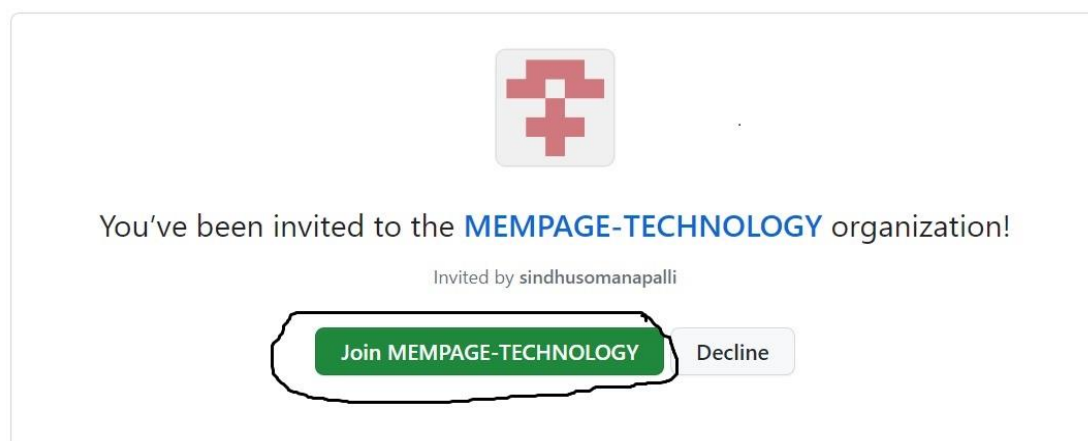 You’ve been invited to the MEMPAGE-TECHNOLOGY organization!
Invited by sindhusomanapalli
Join MEMPAGE-TECHNOLOGY Decline